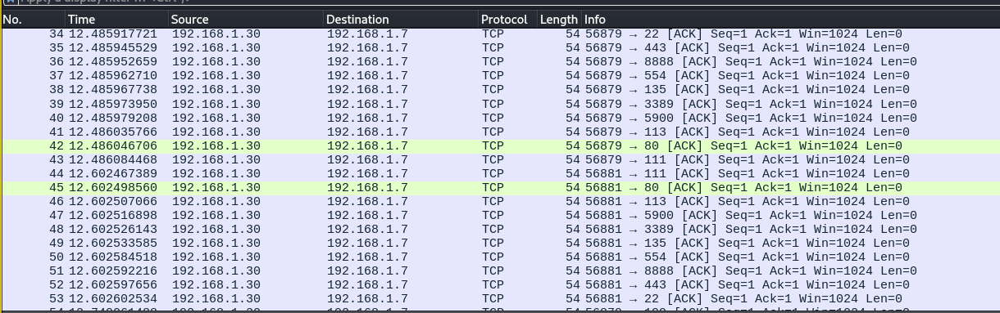 Apply a display filter ... <Ctrl-/>
No. Time Source Destination Protocol Length Info
34 12.485917721 192.168.1.30 192.168.1.7 TCP 54 56879 → 22 [ACK] Seq=1 Ack=1 Win=1024 Len=0
35 12.485945529 192.168.1.30 192.168.1.7 TCP 54 56879 → 443 [ACK] Seq=1 Ack=1 Win=1024 Len=0
36 12.485952659 192.168.1.30 192.168.1.7 TCP 54 56879 → 8888 [ACK] Seq=1 Ack=1 Win=1024 Len=0
37 12.485962710 192.168.1.30 192.168.1.7 TCP 54 56879 → 554 [ACK] Seq=1 Ack=1 Win=1024 Len=0
38 12.485967738 192.168.1.30 192.168.1.7 TCP 54 56879 → 135 [ACK] Seq=1 Ack=1 Win=1024 Len=0
39 12.485973950 192.168.1.30 192.168.1.7 TCP 54 56879 → 3389 [ACK] Seq=1 Ack=1 Win=1024 Len=0
40 12.485979208 192.168.1.30 192.168.1.7 TCP 54 56879 → 5900 [ACK] Seq=1 Ack=1 Win=1024 Len=0
41 12.486035766 192.168.1.30 192.168.1.7 TCP 54 56879 → 113 [ACK] Seq=1 Ack=1 Win=1024 Len=0
42 12.486046706 192.168.1.30 192.168.1.7 TCP 54 56879 → 80 [ACK] Seq=1 Ack=1 Win=1024 Len=0
43 12.486084468 192.168.1.30 192.168.1.7 TCP 54 56879 → 111 [ACK] Seq=1 Ack=1 Win=1024 Len=0
44 12.602467389 192.168.1.30 192.168.1.7 TCP 54 56881 → 111 [ACK] Seq=1 Ack=1 Win=1024 Len=0
45 12.602498560 192.168.1.30 192.168.1.7 TCP 54 56881 → 80 [ACK] Seq=1 Ack=1 Win=1024 Len=0
46 12.602507066 192.168.1.30 192.168.1.7 TCP 54 56881 → 113 [ACK] Seq=1 Ack=1 Win=1024 Len=0
47 12.602516898 192.168.1.30 192.168.1.7 TCP 54 56881 → 5900 [ACK] Seq=1 Ack=1 Win=1024 Len=0
48 12.602526143 192.168.1.30 192.168.1.7 TCP 54 56881 → 3389 [ACK] Seq=1 Ack=1 Win=1024 Len=0
49 12.602533585 192.168.1.30 192.168.1.7 TCP 54 56881 → 135 [ACK] Seq=1 Ack=1 Win=1024 Len=0
50 12.602584518 192.168.1.30 192.168.1.7 TCP 54 56881 → 554 [ACK] Seq=1 Ack=1 Win=1024 Len=0
51 12.602592216 192.168.1.30 192.168.1.7 TCP 54 56881 → 8888 [ACK] Seq=1 Ack=1 Win=1024 Len=0
52 12.602597656 192.168.1.30 192.168.1.7 TCP 54 56881 → 443 [ACK] Seq=1 Ack=1 Win=1024 Len=0
53 12.602602534 192.168.1.30 192.168.1.7 TCP 54 56881 → 22 [ACK] Seq=1 Ack=1 Win=1024 Len=0